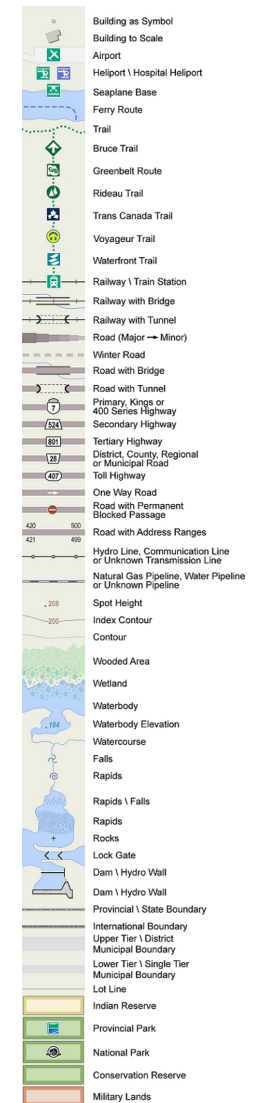 Building as Symbol
Building to Scale
Airport
Heliport \ Hospital Heliport
Seaplane Base
Ferry Route
Trail
Bruce Trail
Greenbelt Route
Rideau Trail
Trans Canada Trail
Voyageur Trail
Waterfront Trail
Railway \ Train Station
Railway with Bridge
Railway with Tunnel
Road (Major → Minor)
Winter Road
Road with Bridge
Road with Tunnel
7
Primary, Kings or
400 Series Highway
524
Secondary Highway
801
Tertiary Highway
28
District, County, Regional
or Municipal Road
407
Toll Highway
One Way Road
Road with Permanent
Blocked Passage
420 500
Road with Address Ranges
421 499
Hydro Line, Communication Line
or Unknown Transmission Line
Natural Gas Pipeline, Water Pipeline
or Unknown Pipeline
208
Spot Height
200
Index Contour
Contour
Wooded Area
Wetland
Waterbody
184
Waterbody Elevation
Watercourse
Falls
Rapids
Rapids \ Falls
Rapids
Rocks
Lock Gate
Dam \ Hydro Wall
Dam \ Hydro Wall
Provincial \ State Boundary
International Boundary
Upper Tier \ District
Municipal Boundary
Lower Tier \ Single Tier
Municipal Boundary
Lot Line
Indian Reserve
Provincial Park
National Park
Conservation Reserve
Military Lands